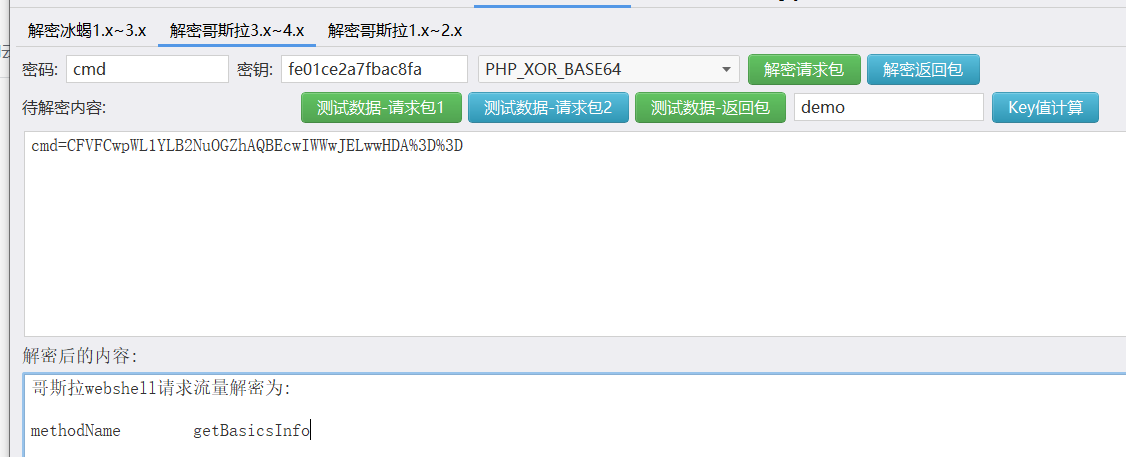 解密冰蝎1.x~3.x 解密哥斯拉3.x~4.x 解密哥斯拉1.x~2.x
密码: cmd 密钥: fe01ce2a7fbac8fa PHP_XOR_BASE64 解密请求包 解密返回包
待解密内容: 测试数据-请求包1 测试数据-请求包2 测试数据-返回包 demo Key值计算
cmd=CFVFCwpWL1YLB2NuOGZhAQBEcwIWWwJELwwHDA%3D%3D
解密后的内容:
哥斯拉webshell请求流量解密为:
methodName getBasicsInfo